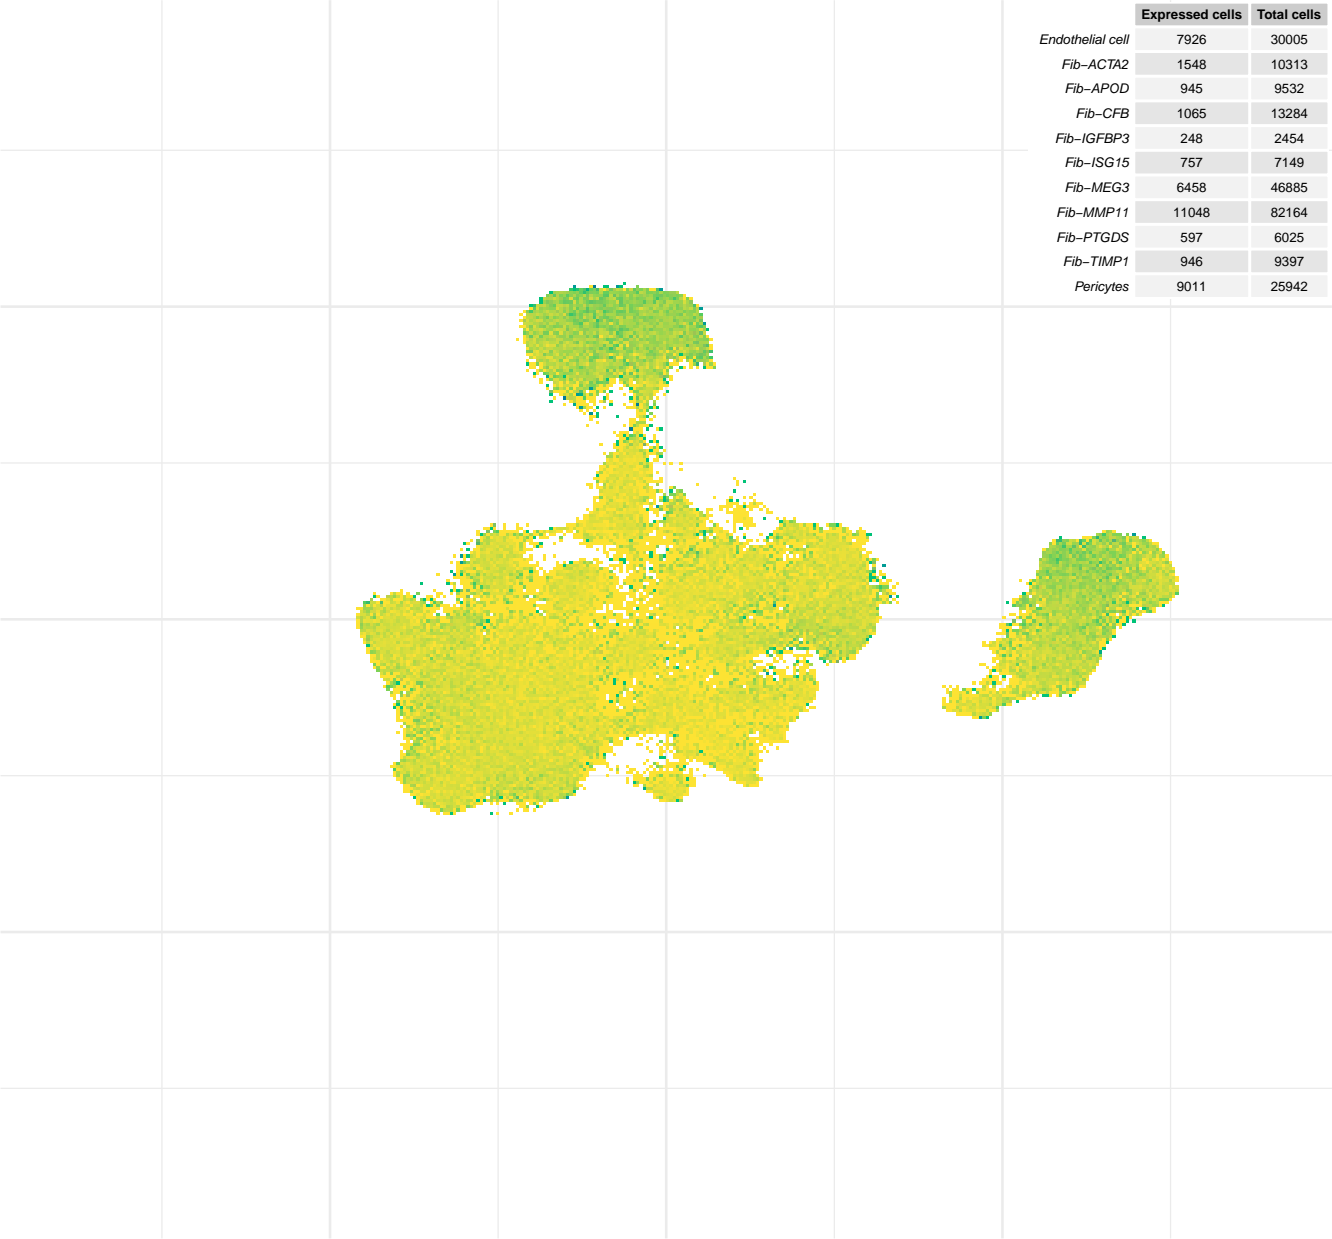 Expressed cells Total cells
Endothelial cell 7926 30005
Fib−ACTA2 1548 10313
Fib−APOD 945 9532
Fib−CFB 1065 13284
Fib−IGFBP3 248 2454
Fib−ISG15 757 7149
Fib−MEG3 6458 46885
Fib−MMP11 11048 82164
Fib−PTGDS 597 6025
Fib−TIMP1 946 9397
Pericytes 9011 25942